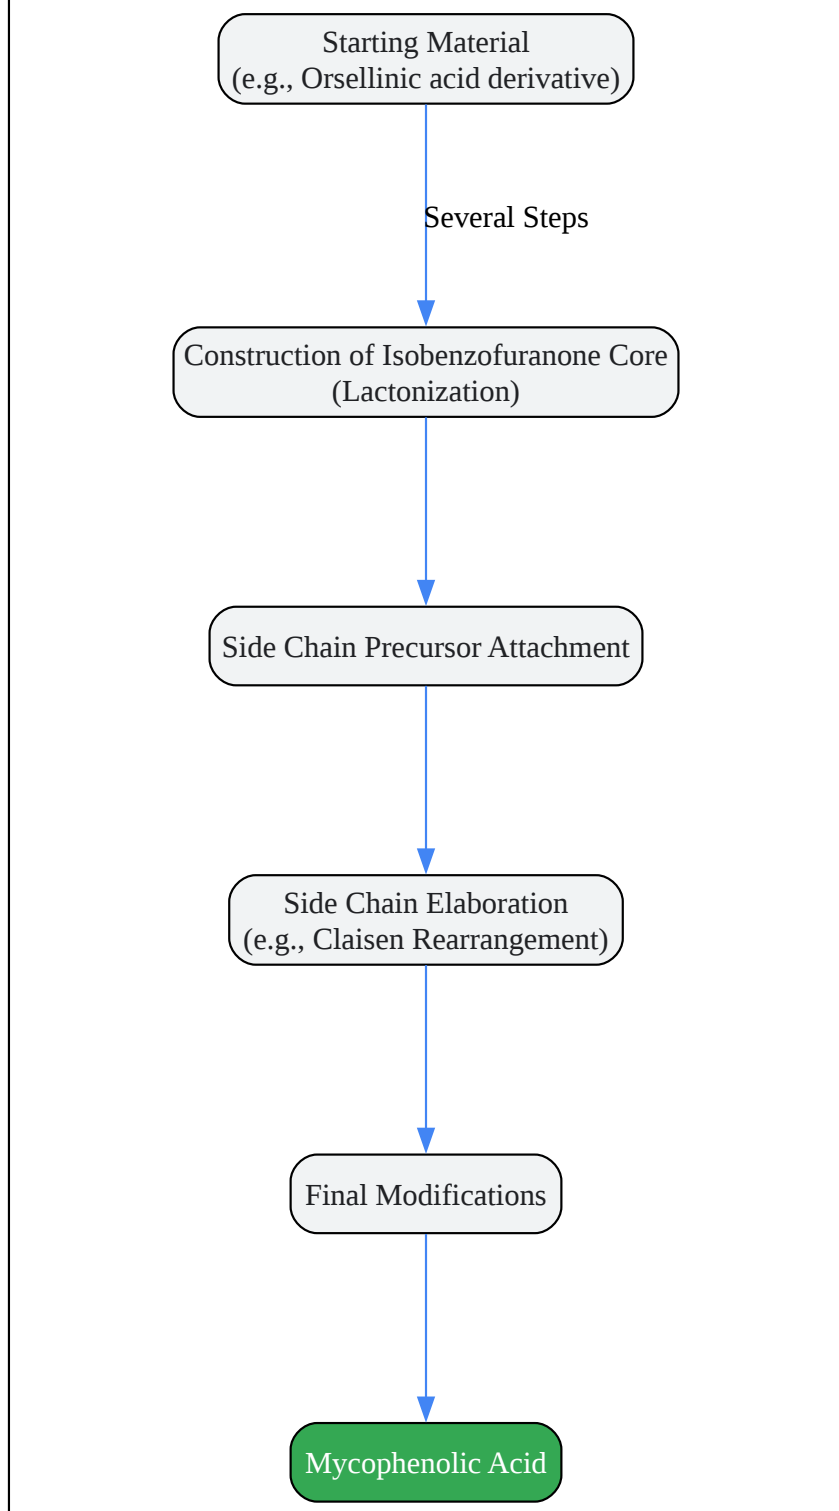 Starting Material
(e.g., Orsellinic acid derivative)
Several Steps
Construction of Isobenzofuranone Core
(Lactonization)
Side Chain Precursor Attachment
Side Chain Elaboration
(e.g., Claisen Rearrangement)
Final Modifications
Mycophenolic Acid